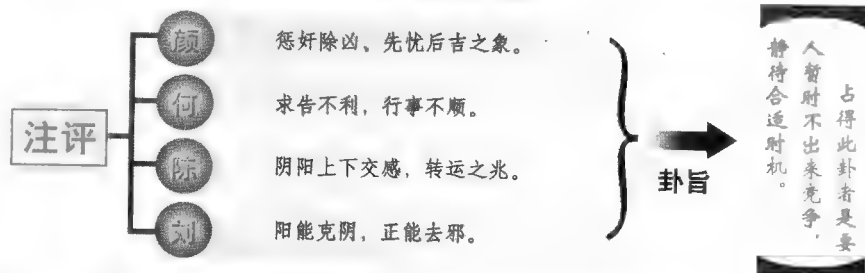 注评
颜
惩奸除凶、先忧后吉之象。
何
求告不利，行事不顺。
陈
阴阳上下交感，转运之兆。
刘
阳能克阴，正能去邪。
卦旨
占得此卦者是要
人暂时不出来竞争，
静待合适时机。